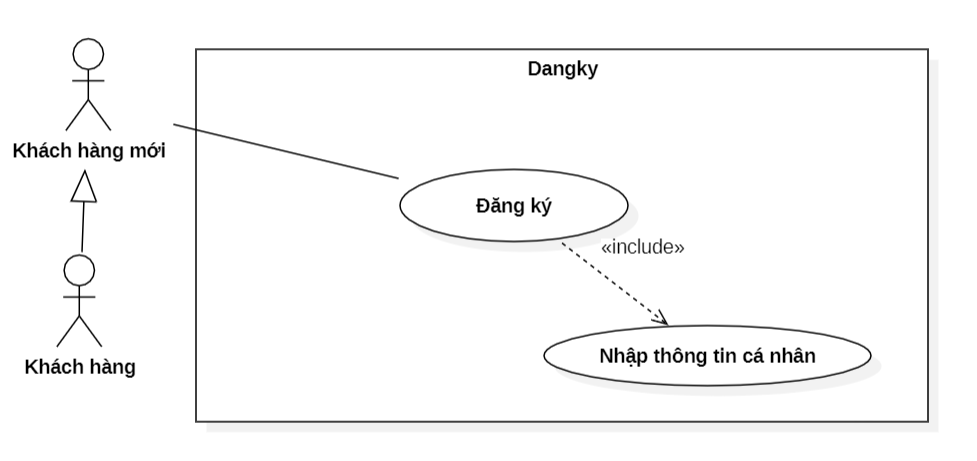 Dangky
Khách hàng mới
Đăng ký
«include»
Nhập thông tin cá nhân
Khách hàng